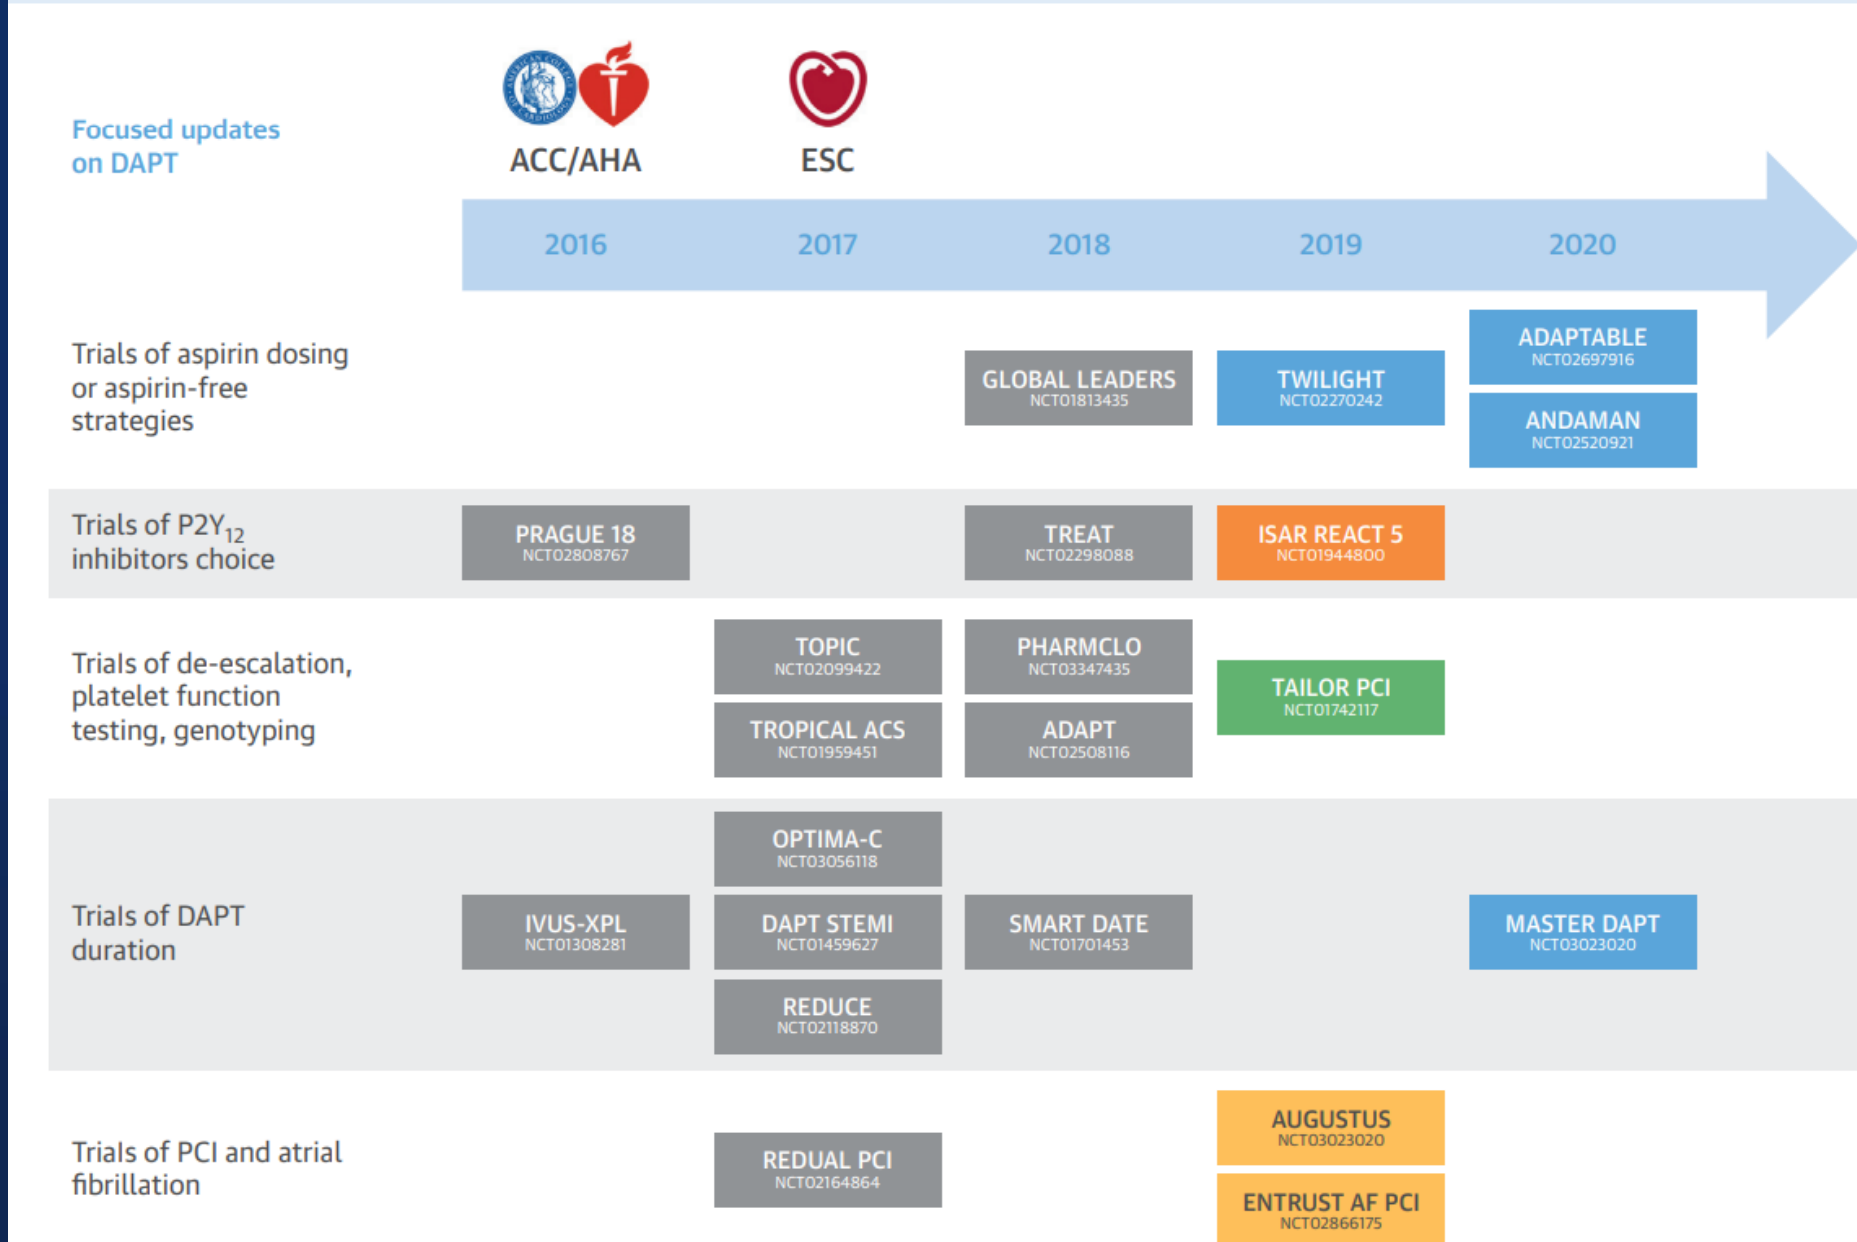 Focused updates
on DAPT
ACC/AHA
ESC
2016
2017
2018
2019
2020
Trials of aspirin dosing
or aspirin-free
strategies
GLOBAL LEADERS
NCT01813435
TWILIGHT
NCT02270242
ADAPTABLE
NCT02697916
ANDAMAN
NCT02520921
Trials of P2Y12
inhibitors choice
PRAGUE 18
NCT02808767
TREAT
NCT02298088
ISAR REACT 5
NCT01944800
Trials of de-escalation,
platelet function
testing, genotyping
TOPIC
NCT02099422
TROPICAL ACS
NCT01959451
PHARMCLO
NCT03347435
ADAPT
NCT02508116
TAILOR PCI
NCT01742117
Trials of DAPT
duration
IVUS-XPL
NCT01308281
OPTIMA-C
NCT03056118
DAPT STEMI
NCT01459627
REDUCE
NCT02118870
SMART DATE
NCT01701453
MASTER DAPT
NCT03023020
Trials of PCI and atrial
fibrillation
REDUAL PCI
NCT02164864
AUGUSTUS
NCT03023020
ENTRUST AF PCI
NCT02866175